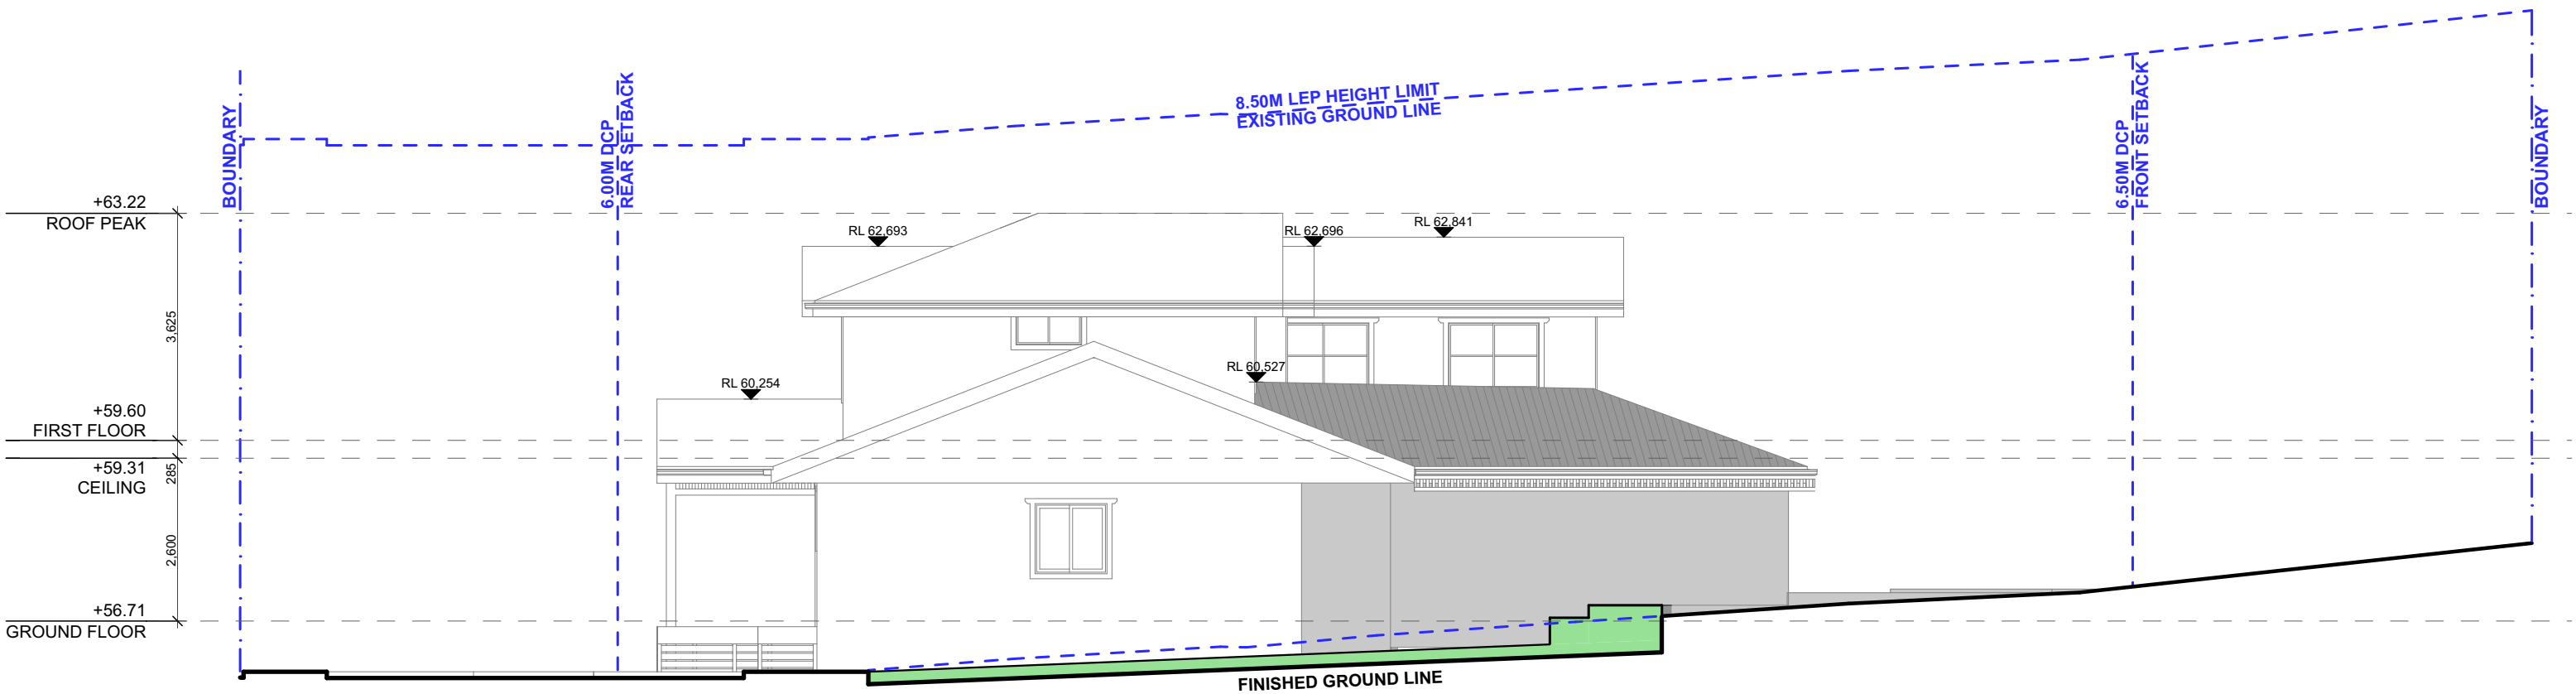 8.50M LEP HEIGHT LIMIT
EXISTING GROUND LINE
BOUNDARY
6.00M DCP
REAR SETBACK
6.50M DCP
FRONT SETBACK
BOUNDARY
+63.22
ROOF PEAK
RL 62,693
RL 62,696
RL 62,841
3,625
RL 60,254
RL 60,527
+59.60
FIRST FLOOR
+59.31
CEILING
285
2,600
+56.71
GROUND FLOOR
FINISHED GROUND LINE